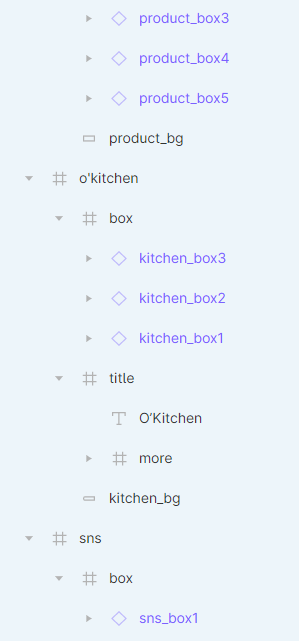 product_box3
product_box4
product_box5
product_bg
o'kitchen
box
kitchen_box3
kitchen_box2
kitchen_box1
title
O’Kitchen
more
kitchen_bg
sns
box
sns_box1